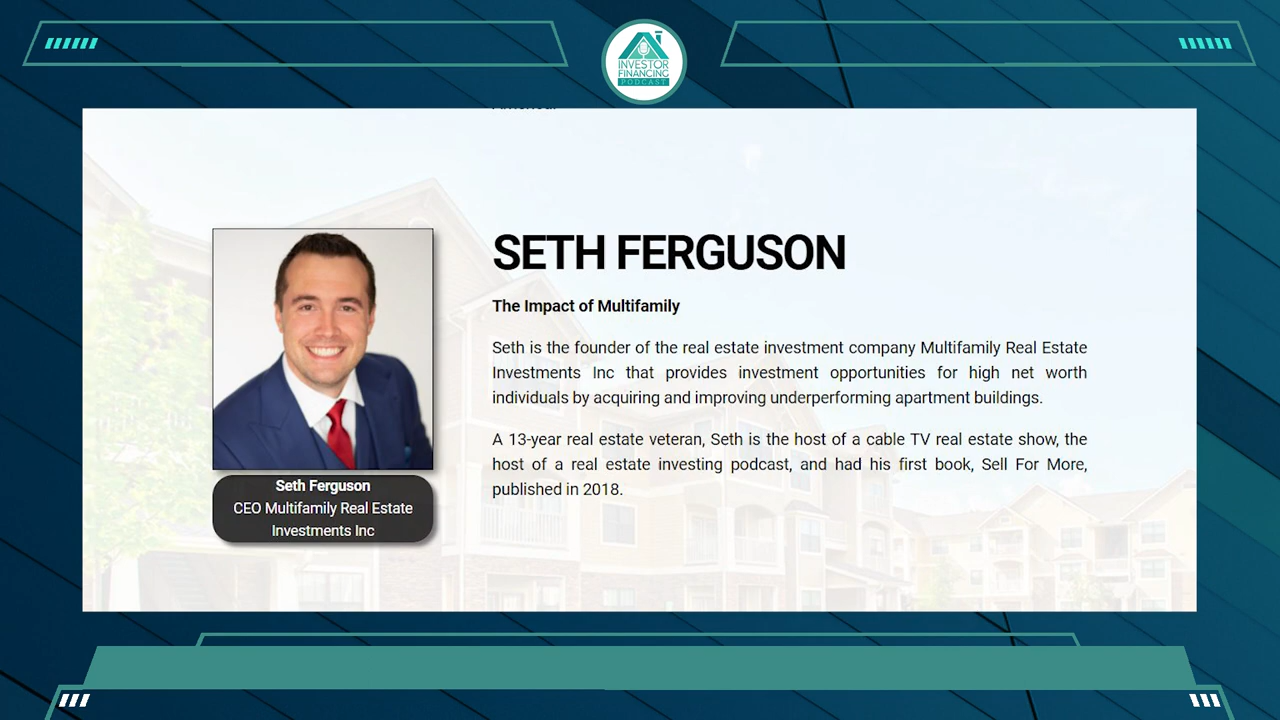 INVESTOR
FINANCING
PODCAST
SETH FERGUSON
The Impact of Multifamily
Seth is the founder of the real estate investment company Multifamily Real Estate
Investments Inc that provides investment opportunities for high net worth
individuals by acquiring and improving underperforming apartment buildings.
A 13-year real estate veteran, Seth is the host of a cable TV real estate show, the
host of a real estate investing podcast, and had his first book, Sell For More,
published in 2018.
Seth Ferguson
CEO Multifamily Real Estate
Investments Inc